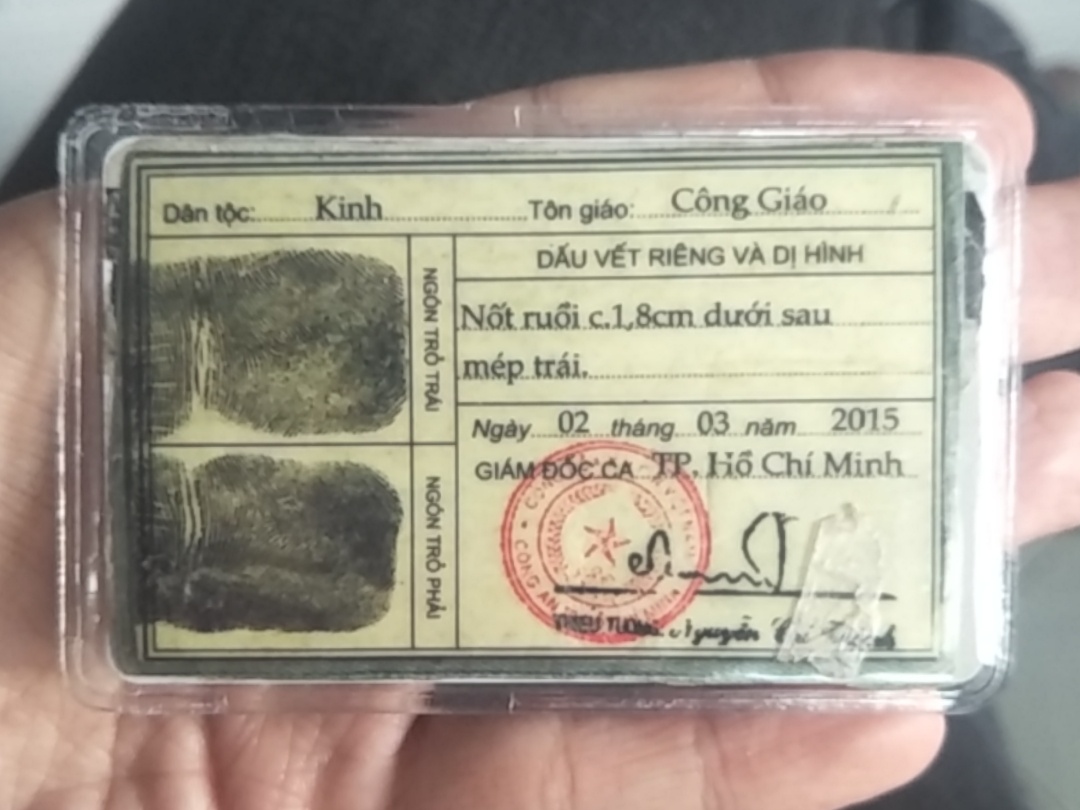 Dân tộc: Kinh Tôn giáo: Công Giáo
DẤU VẾT RIÊNG VÀ DỊ HÌNH
Nốt ruồi c.1,8cm dưới sau
mép trái.
NGÓN TRỎ TRÁI
Ngày 02 tháng 03 năm 2015
GIÁM ĐỐC CA TP. Hồ Chí Minh
NGÓN TRỎ PHẢI
CÔNG AN
THIẾU TƯỚNG Nguyễn